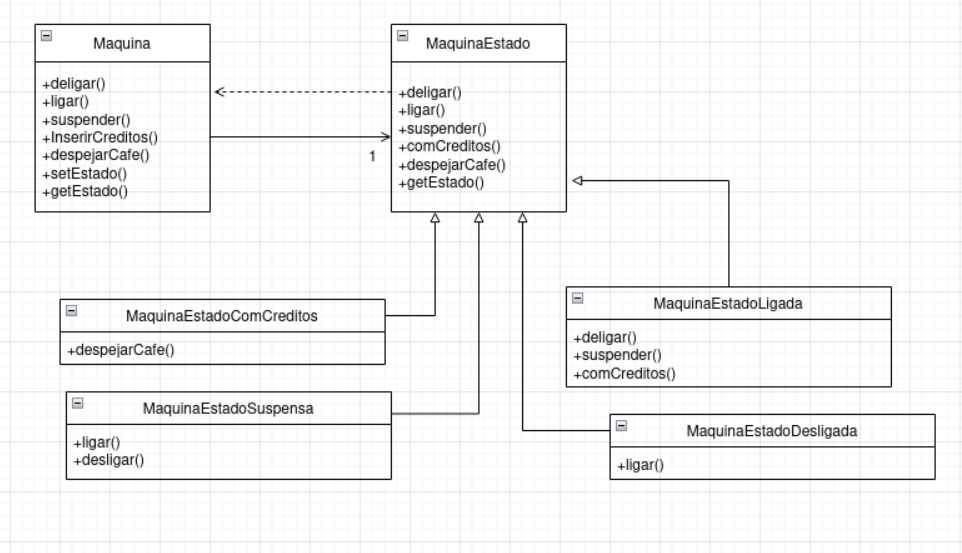 Maquina
+deligar()
+ligar()
+suspender()
+InserirCreditos()
+despejarCafe()
+setEstado()
+getEstado()
1
MaquinaEstado
+deligar()
+ligar()
+suspender()
+comCreditos()
+despejarCafe()
+getEstado()
MaquinaEstadoComCreditos
+despejarCafe()
MaquinaEstadoSuspensa
+ligar()
+desligar()
MaquinaEstadoLigada
+deligar()
+suspender()
+comCreditos()
MaquinaEstadoDesligada
+ligar()